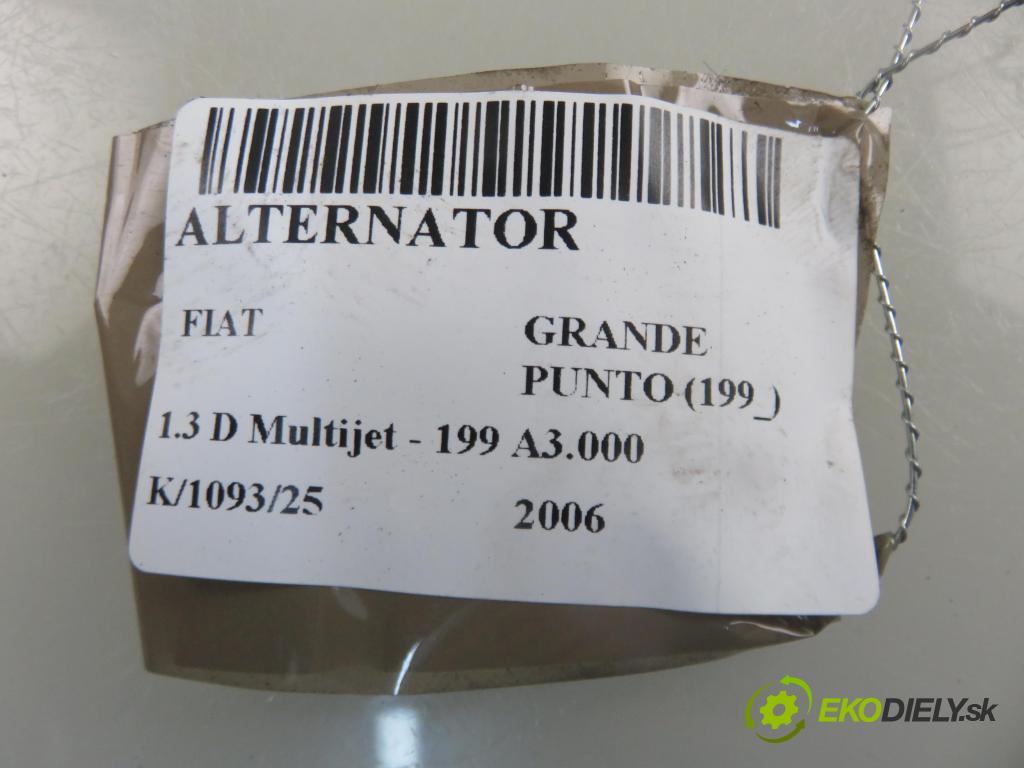 ALTERNATOR
FIAT
GRANDE
PUNTO (199_)
1.3 D Multijet - 199 A3.000
K/1093/25
2006
EKODIELY.sk